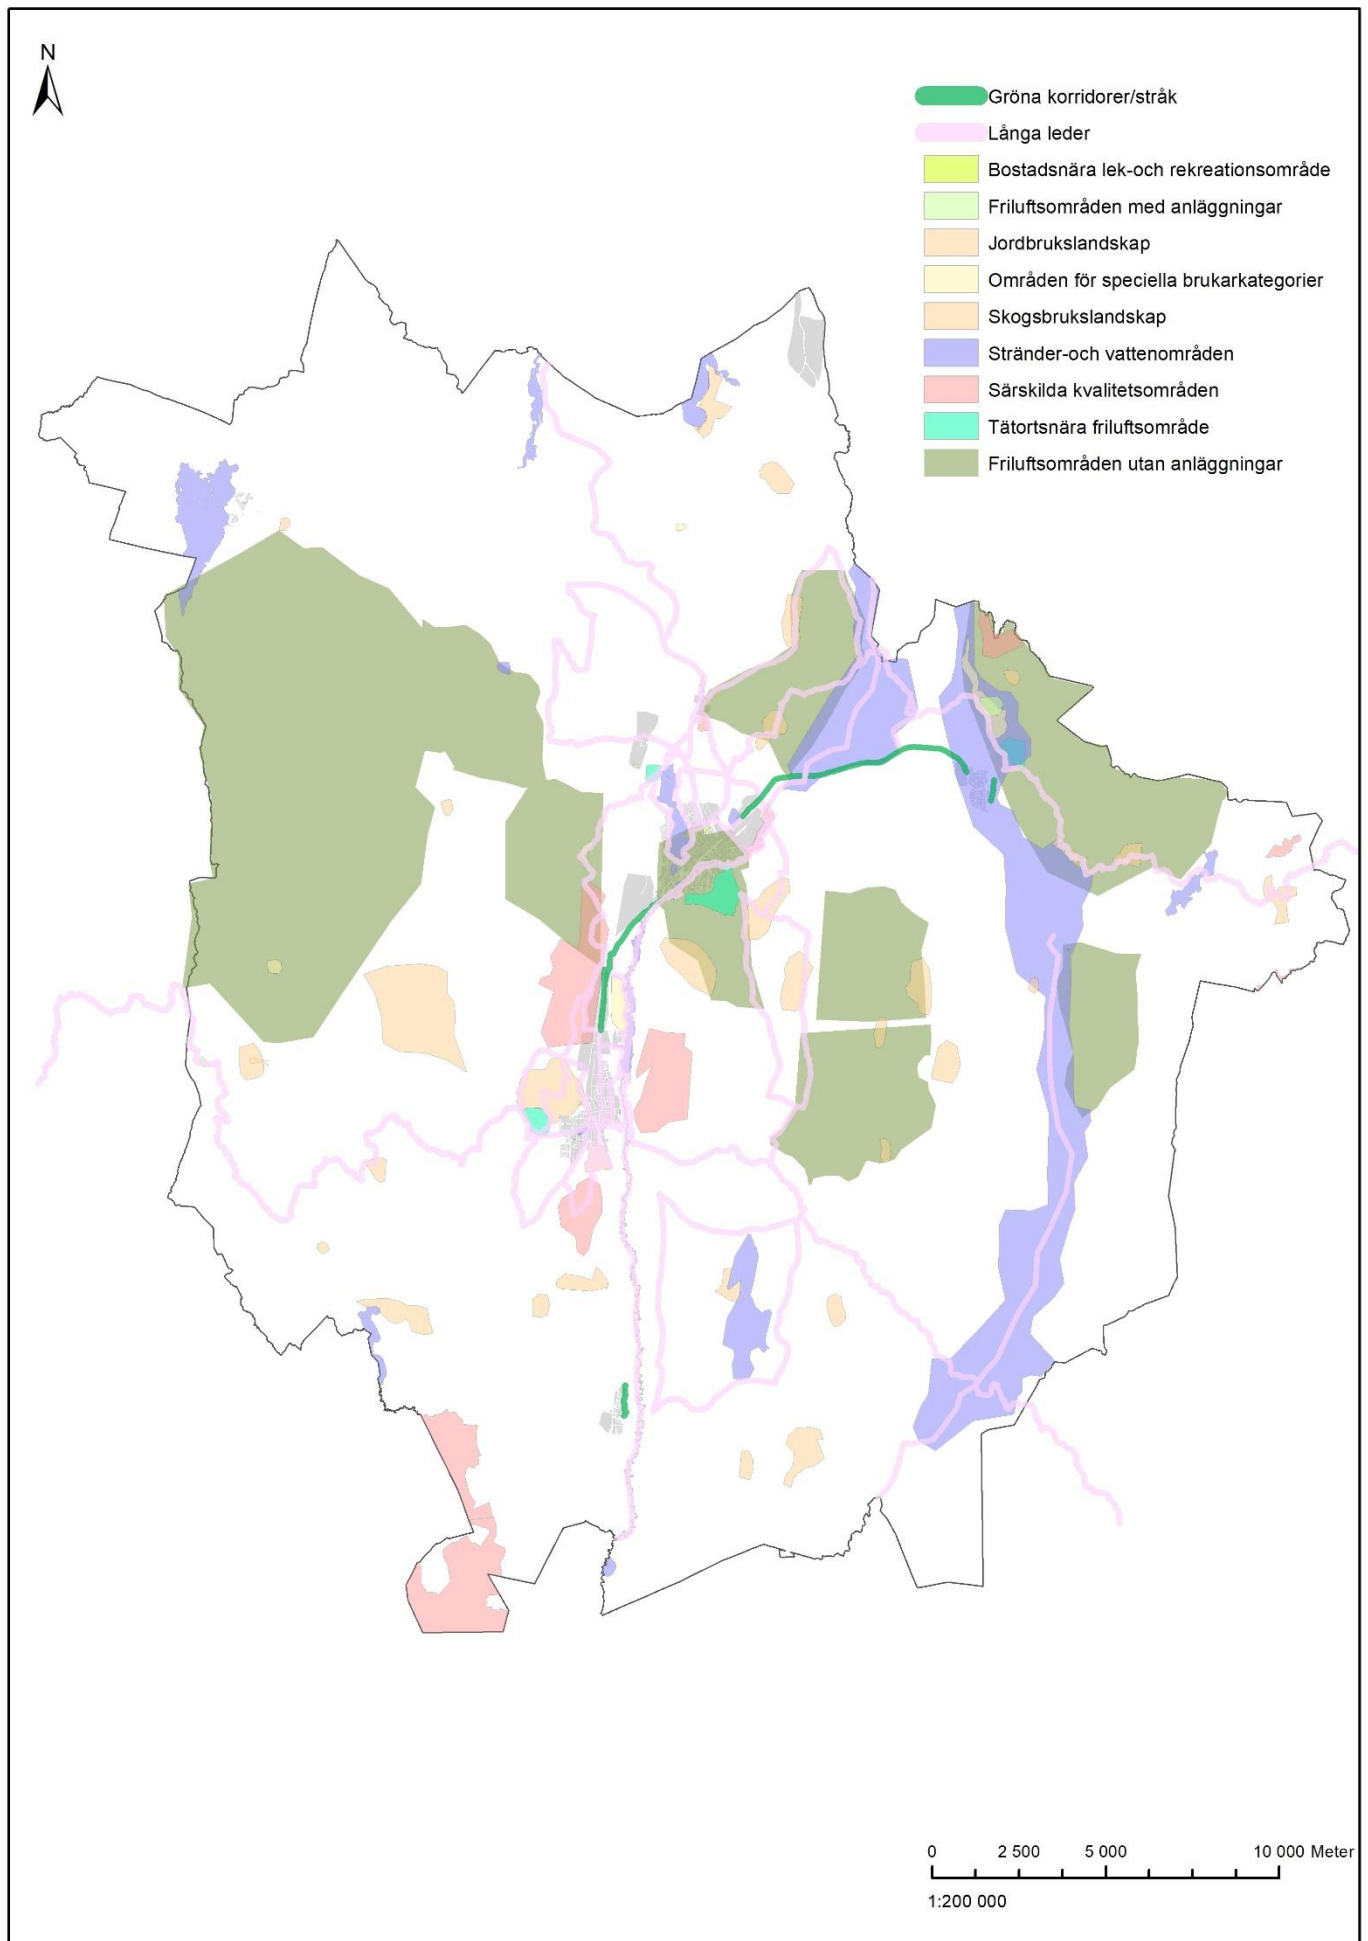 N
Gröna korridorer/stråk
Långa leder
Bostadsnära lek-och rekreationsområde
Friluftsområden med anläggningar
Jordbrukslandskap
Områden för speciella brukarkategorier
Skogsbrukslandskap
Stränder-och vattenområden
Särskilda kvalitetsområden
Tätortsnära friluftsområde
Friluftsområden utan anläggningar
0 2 500 5 000 10 000 Meter
1:200 000